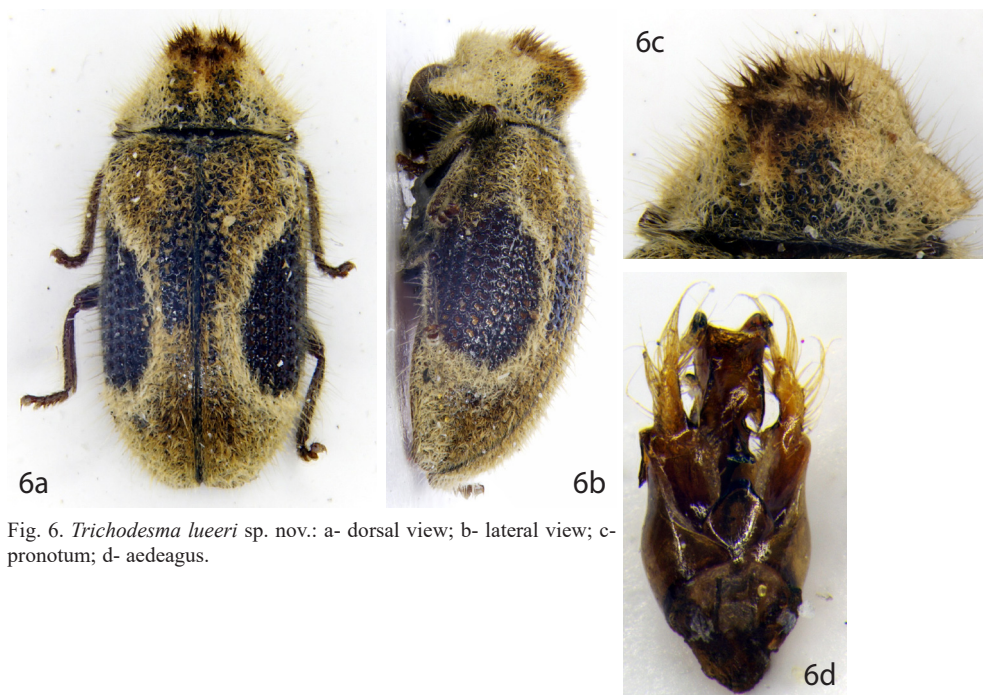 6a
6b
6c
6d
Fig. 6. Trichodesma lueeri sp. nov.: a- dorsal view; b- lateral view; c-
pronotum; d- aedeagus.